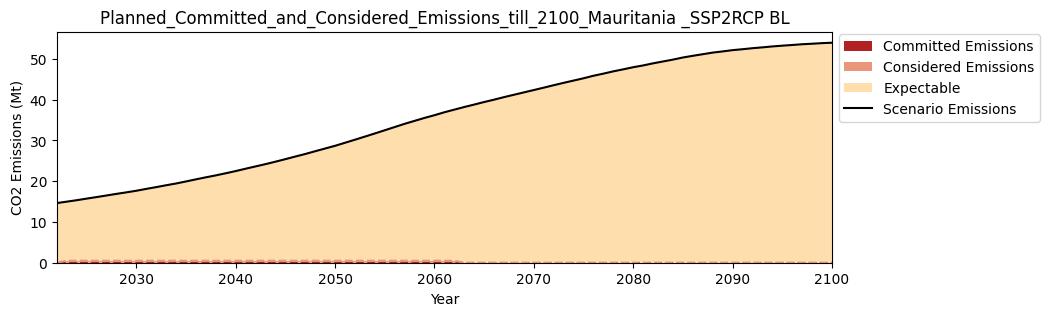 Planned_Committed_and_Considered_Emissions_till_2100_Mauritania _SSP2RCP BL
Committed Emissions
Considered Emissions
Expectable
Scenario Emissions
CO2 Emissions (Mt)
50
40
30
20
10
0
2030 2040 2050 2060 2070 2080 2090 2100
Year